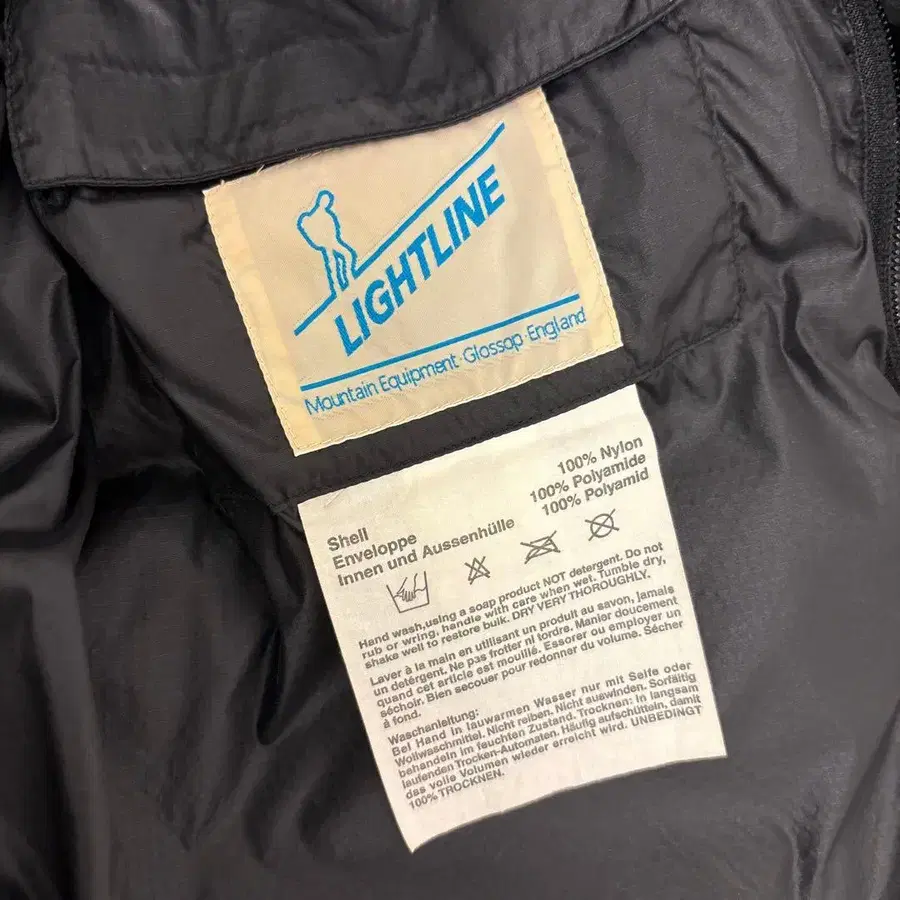 LIGHTLINE
Mountain Equipment · Glossop · England
100% Nylon
100% Polyamide
100% Polyamid
Shell
Enveloppe
Innen und Aussenhülle
Hand wash,using a soap product NOT detergent. Do not
rub or wring, handle with care when wet. Tumble dry,
shake well to restore bulk. DRY VERY THOROUGHLY.
Laver à la main en utilisant un produit au savon, jamais
un détergent. Ne pas frotter ni tordre. Manier doucement
quand cet article est mouillé. Essorer ou employer un
séchoir. Bien secouer pour redonner du volume. Sécher
à fond.
Waschanleitung:
Bei Hand in lauwarmen Wasser nur mit Seife oder
Wollwaschmittel. Nicht reiben, Nicht auswinden. Sorfältig
behandeln im feuchten Zustand. Trocknen: In langsam
laufenden Trocken-Automaten. Häufig aufschütteln, damit
das volle Volumen wieder erreicht wird. UNBEDINGT
100% TROCKNEN.